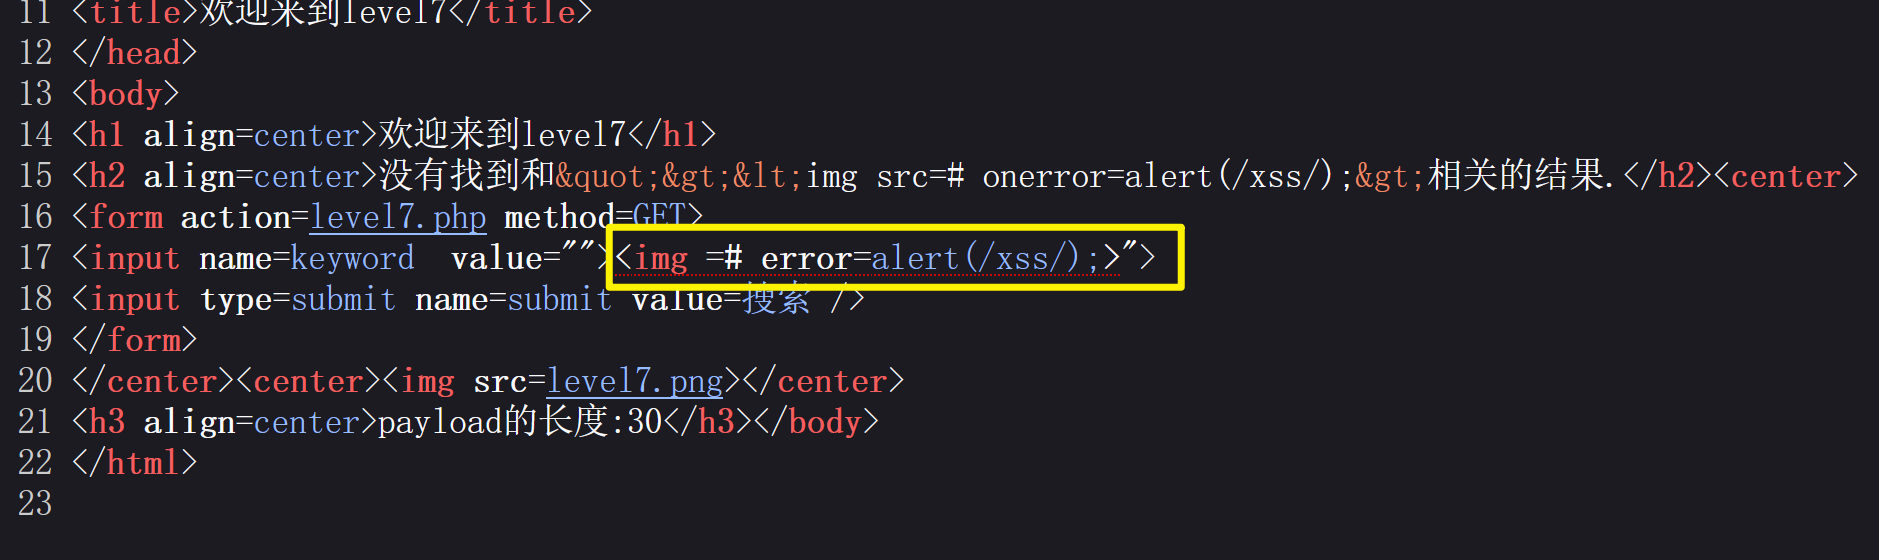 11 <title>欢迎来到level7</title>
12 </head>
13 <body>
14 <h1 align=center>欢迎来到level7</h1>
15 <h2 align=center>没有找到和&quot;&gt;&lt;img src=# onerror=alert(/xss/);&gt;相关的结果.</h2><center>
16 <form action=level7.php method=GET>
17 <input name=keyword  value=""><img =# error=alert(/xss/);>">
18 <input type=submit name=submit value=搜索 />
19 </form>
20 </center><center><img src=level7.png></center>
21 <h3 align=center>payload的长度:30</h3></body>
22 </html>
23